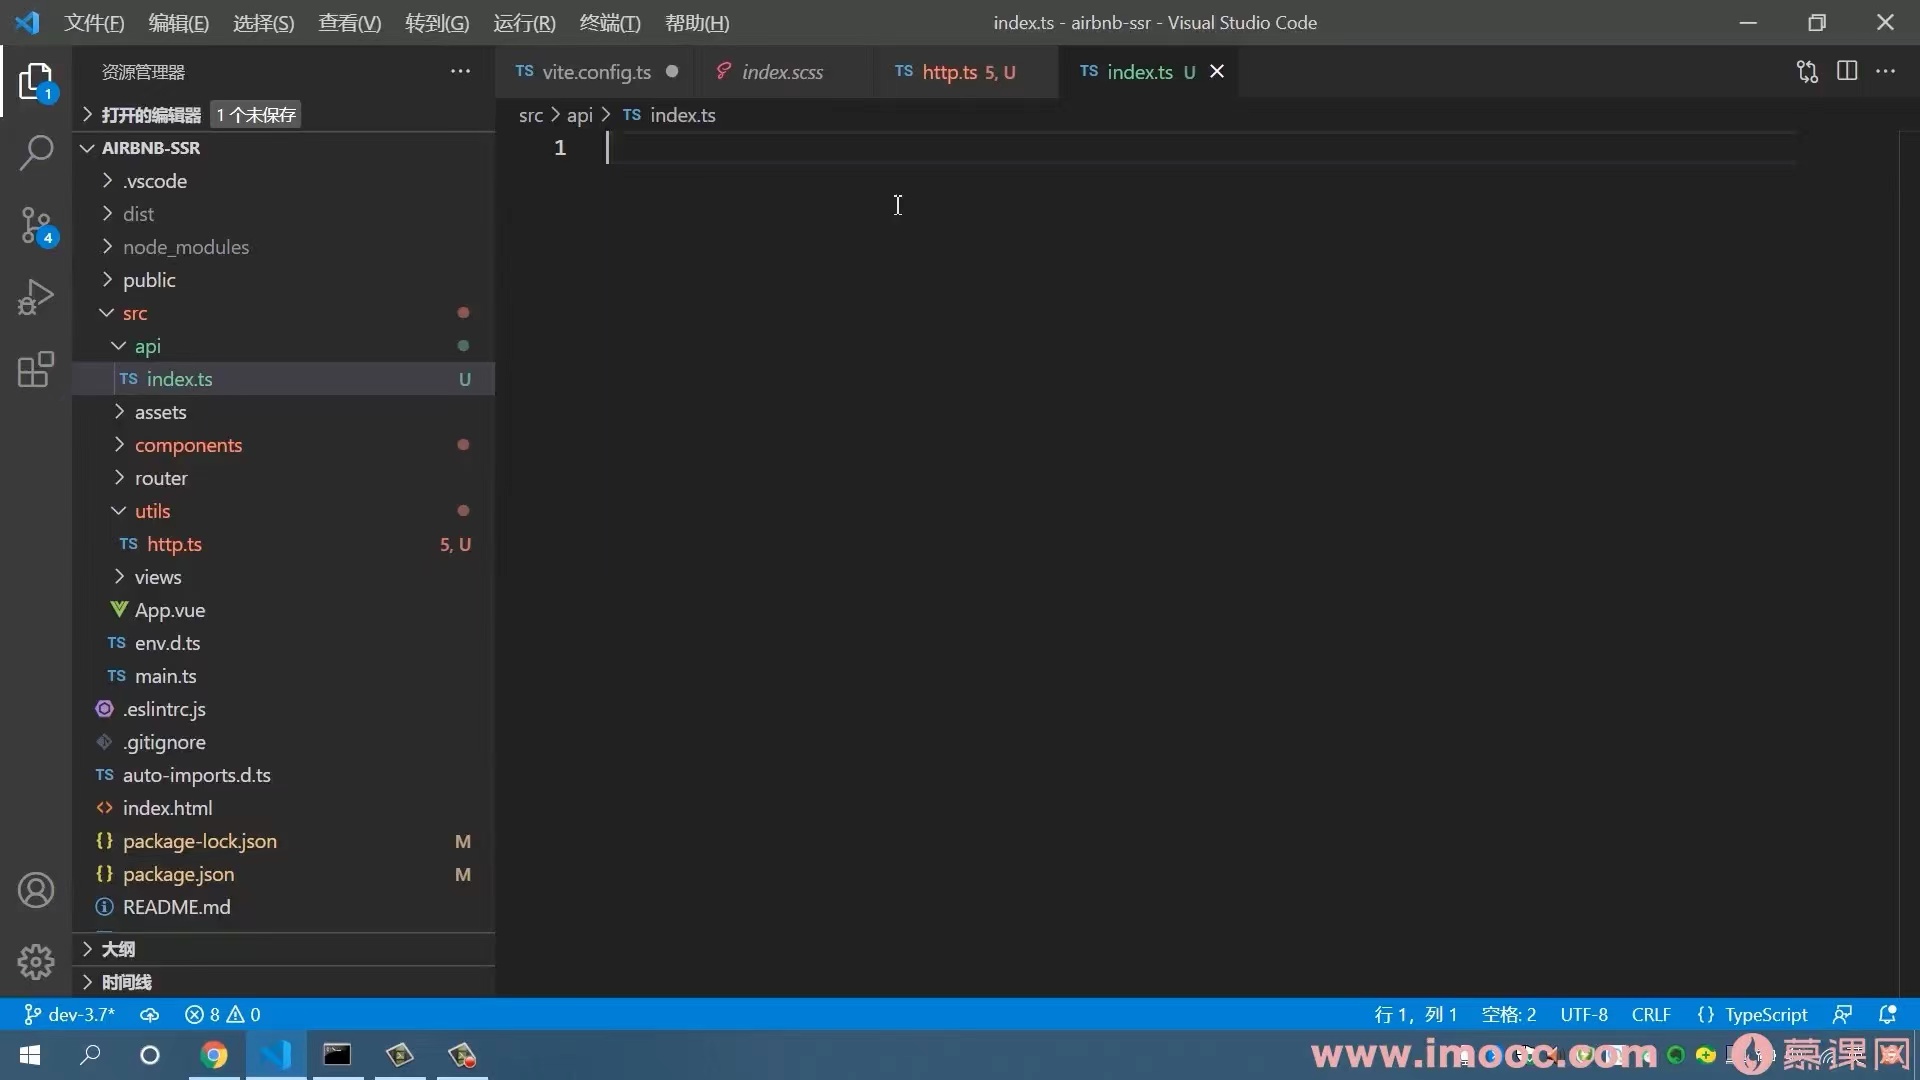 文件(F) 编辑(E) 选择(S) 查看(V) 转到(G) 运行(R) 终端(T) 帮助(H) index.ts - airbnb-ssr - Visual Studio Code
资源管理器
TS vite.config.ts index.scss TS http.ts 5, U TS index.ts U
1
打开的编辑器 1 个未保存
src > api > TS index.ts
AIRBNB-SSR
1
.vscode
dist
4
node_modules
public
src
api
TS index.ts U
assets
components
router
utils
TS http.ts 5, U
views
App.vue
TS env.d.ts
TS main.ts
.eslintrc.js
.gitignore
TS auto-imports.d.ts
<> index.html
{} package-lock.json M
{} package.json M
README.md
大纲
时间线
dev-3.7* 8 0 行 1，列 1 空格: 2 UTF-8 CRLF {} TypeScript
www.imooc.com 慕课网